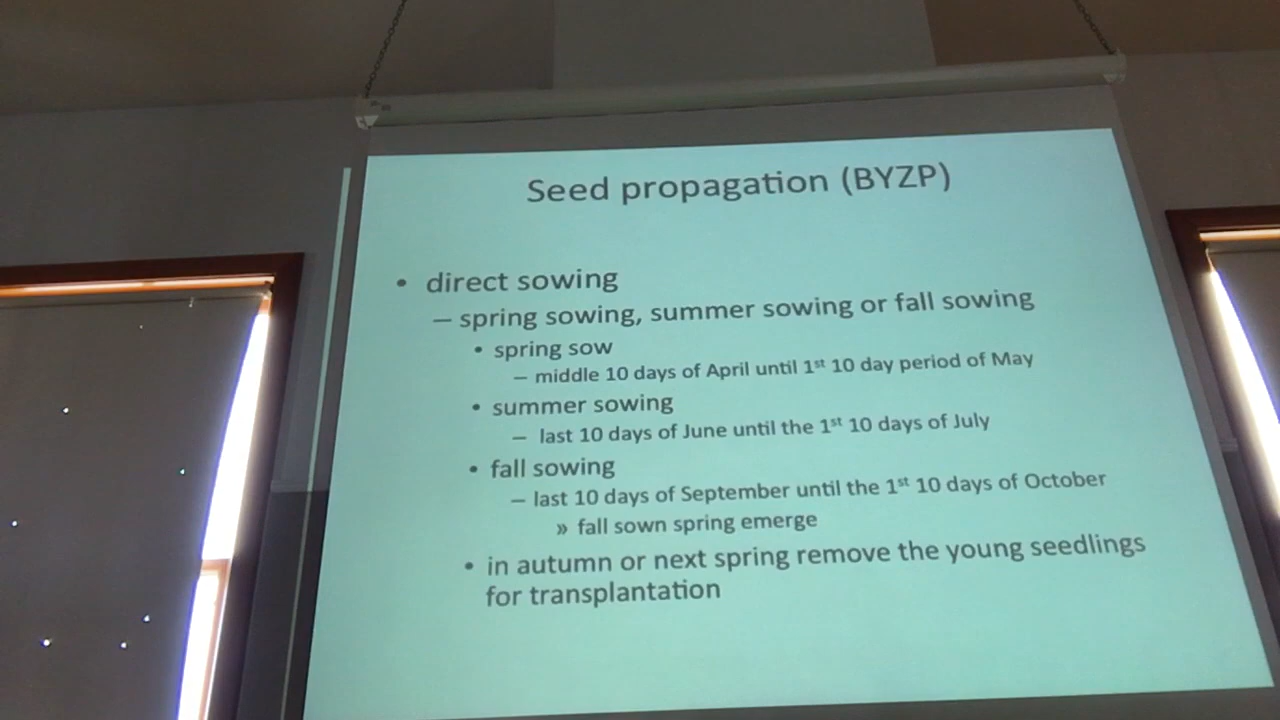 Seed propagation (BYZP)
• direct sowing
– spring sowing, summer sowing or fall sowing
• spring sow
– middle 10 days of April until 1st 10 day period of May
• summer sowing
– last 10 days of June until the 1st 10 days of July
• fall sowing
– last 10 days of September until the 1st 10 days of October
» fall sown spring emerge
• in autumn or next spring remove the young seedlings
for transplantation